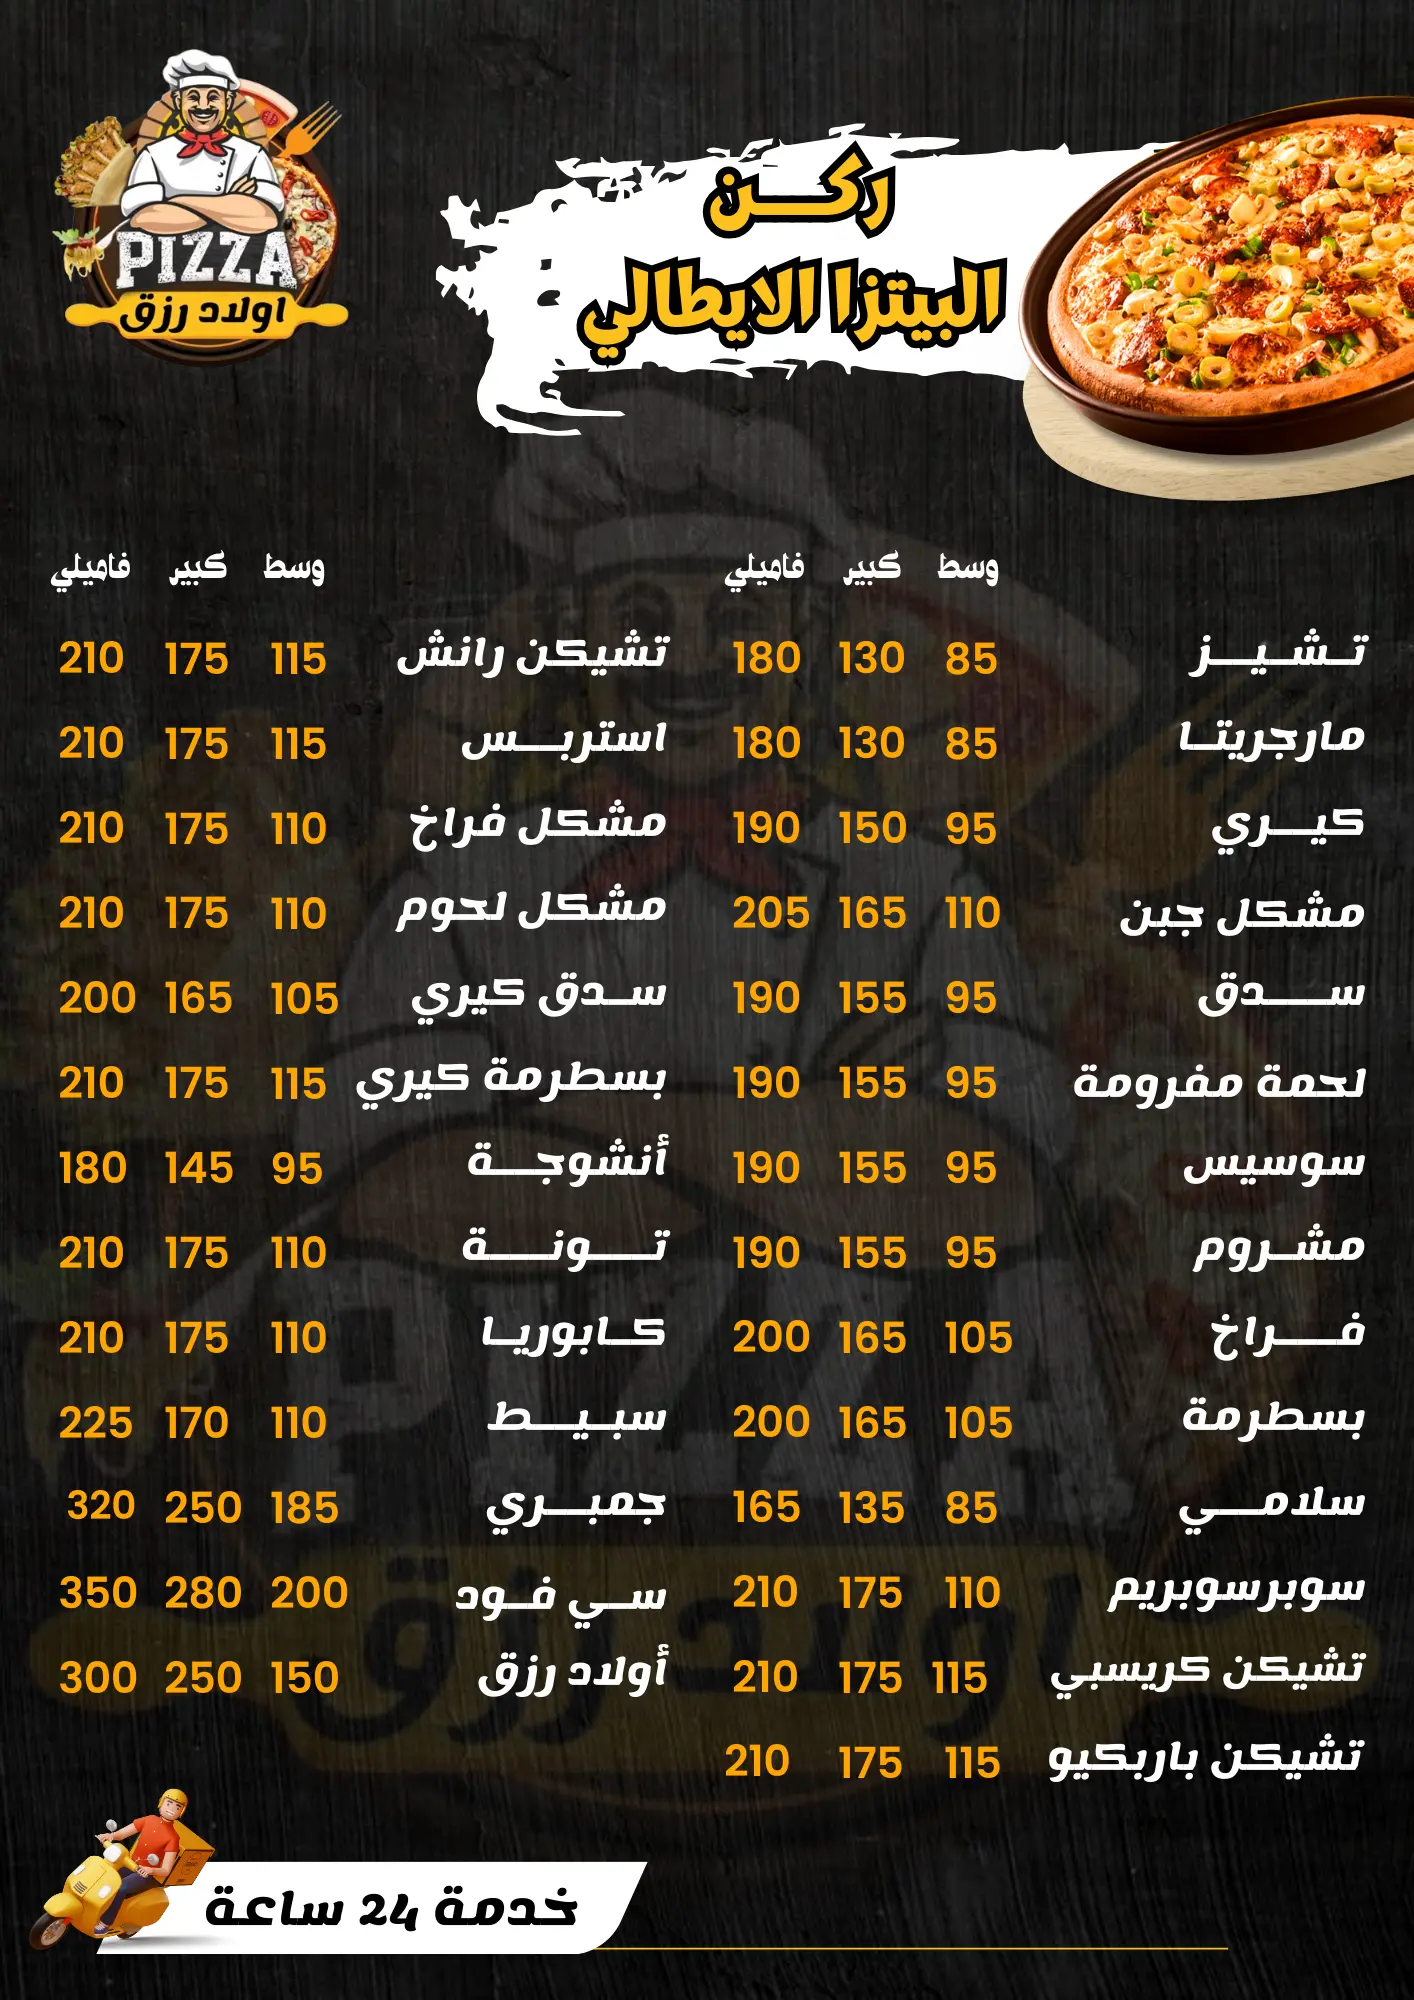 PIZZA
اولاد رزق
ركن
البيتزا الايطالي
وسط كبير فاميلي
تشيز 85 130 180
مارجريتا 85 130 180
كيري 95 150 190
مشكل جبن 110 165 205
سدق 95 155 190
لحمة مفرومة 95 155 190
سوسيس 95 155 190
مشروم 95 155 190
فراخ 105 165 200
بسطرمة 105 165 200
سلامي 85 135 165
سوبرسوبريم 110 175 210
تشيكن كريسبي 115 175 210
تشيكن باربكيو 115 175 210
وسط كبير فاميلي
تشيكن رانش 115 175 210
استربس 115 175 210
مشكل فراخ 110 175 210
مشكل لحوم 110 175 210
سدق كيري 105 165 200
بسطرمة كيري 115 175 210
أنشوجة 95 145 180
تونة 110 175 210
كابوريا 110 175 210
سبيط 110 170 225
جمبري 185 250 320
سي فود 200 280 350
أولاد رزق 150 250 300
PIZZA
اولاد رزق
خدمة 24 ساعة